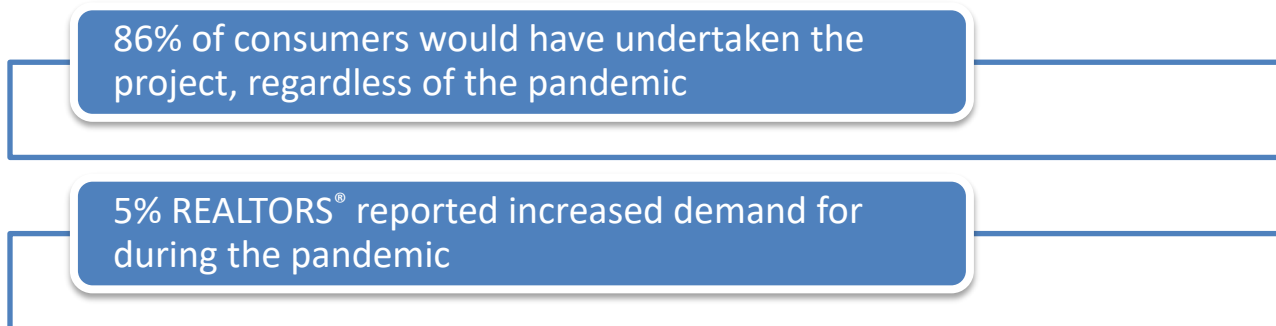 86% of consumers would have undertaken the
project, regardless of the pandemic
5% REALTORS® reported increased demand for
during the pandemic